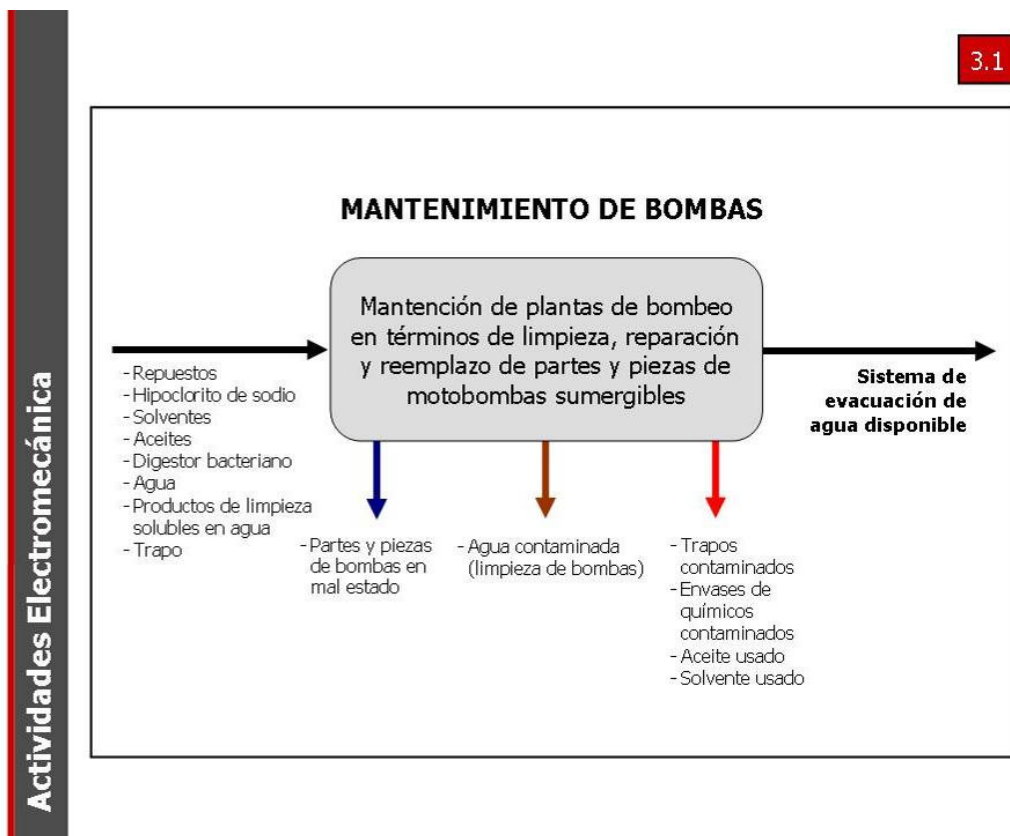 3.1
Actividades Electromecánica
MANTENIMIENTO DE BOMBAS
Mantención de plantas de bombeo
en términos de limpieza, reparación
y reemplazo de partes y piezas de
motobombas sumergibles
- Repuestos
- Hipoclorito de sodio
- Solventes
- Aceites
- Digestor bacteriano
- Agua
- Productos de limpieza
solubles en agua
- Trapo
Sistema de
evacuación de
agua disponible
- Partes y piezas
de bombas en
mal estado
- Agua contaminada
(limpieza de bombas)
- Trapos
contaminados
- Envases de
químicos
contaminados
- Aceite usado
- Solvente usado